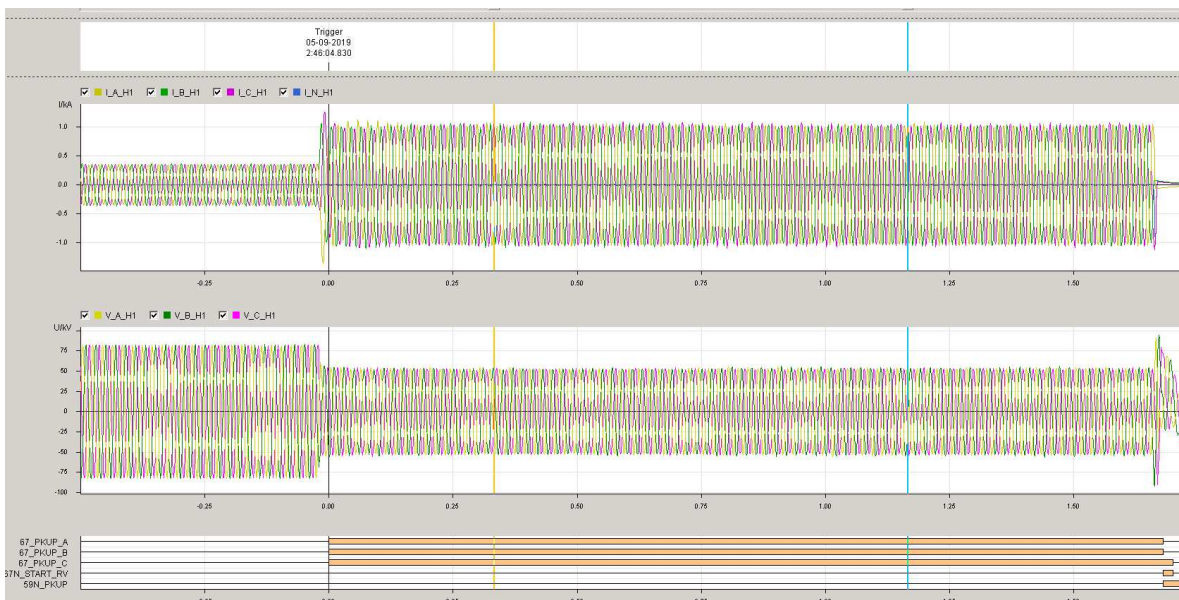 Trigger
05-09-2019
2:46:04.830
I_A_H1 I_B_H1 I_C_H1 I_N_H1
I/kA
1.0
0.5
0.0
-0.5
-1.0
-0.25 0.00 0.25 0.50 0.75 1.00 1.25 1.50
V_A_H1 V_B_H1 V_C_H1
U/kV
75
50
25
0
-25
-50
-75
-100
-0.25 0.00 0.25 0.50 0.75 1.00 1.25 1.50
67_PKUP_A
67_PKUP_B
67_PKUP_C
67N_START_RV
59N_PKUP